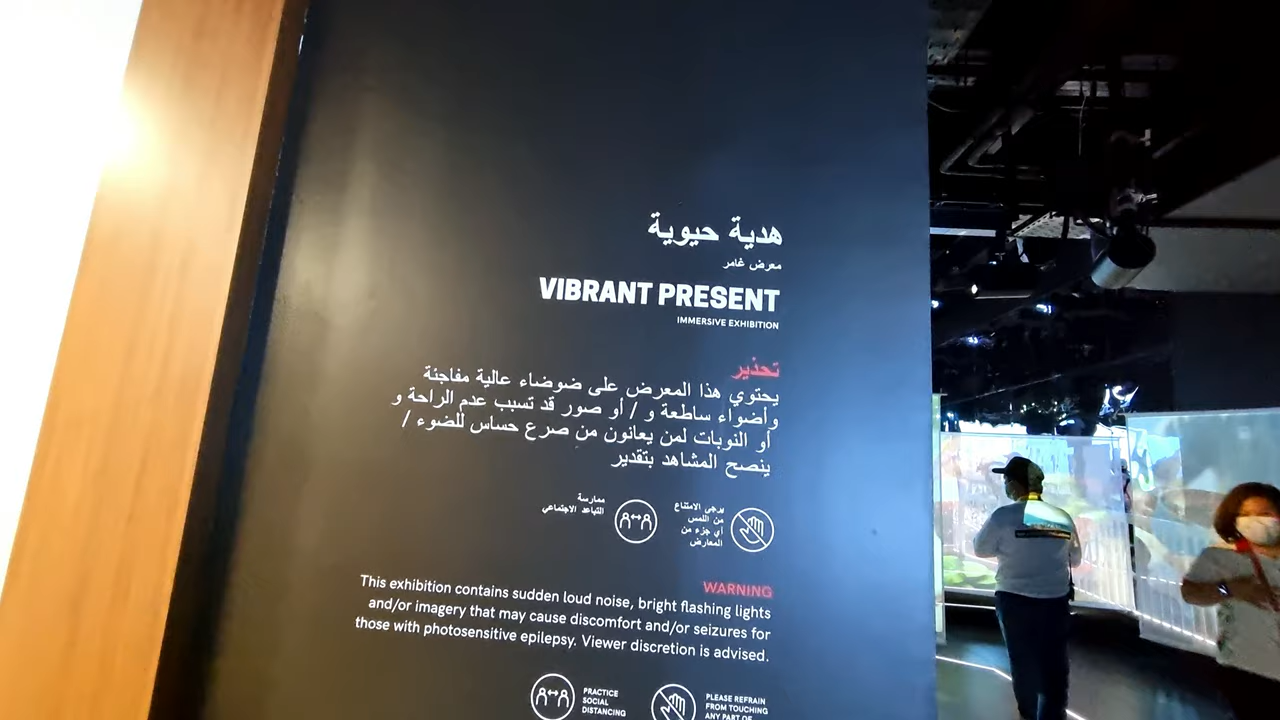 هدية حيوية
معرض غامر
VIBRANT PRESENT
IMMERSIVE EXHIBITION
تحذير
يحتوي هذا المعرض على ضوضاء عالية مفاجئة
وأضواء ساطعة و / أو صور قد تسبب عدم الراحة و
أو النوبات لمن يعانون من صرع حساس للضوء /
ينصح المشاهد بتقدير
يرجى الامتناع
من اللمس
أي جزء من
المعارض
ممارسة
التباعد الاجتماعي
WARNING
This exhibition contains sudden loud noise, bright flashing lights
and/or imagery that may cause discomfort and/or seizures for
those with photosensitive epilepsy. Viewer discretion is advised.
PRACTICE
SOCIAL
DISTANCING
PLEASE REFRAIN
FROM TOUCHING
ANY PART OF